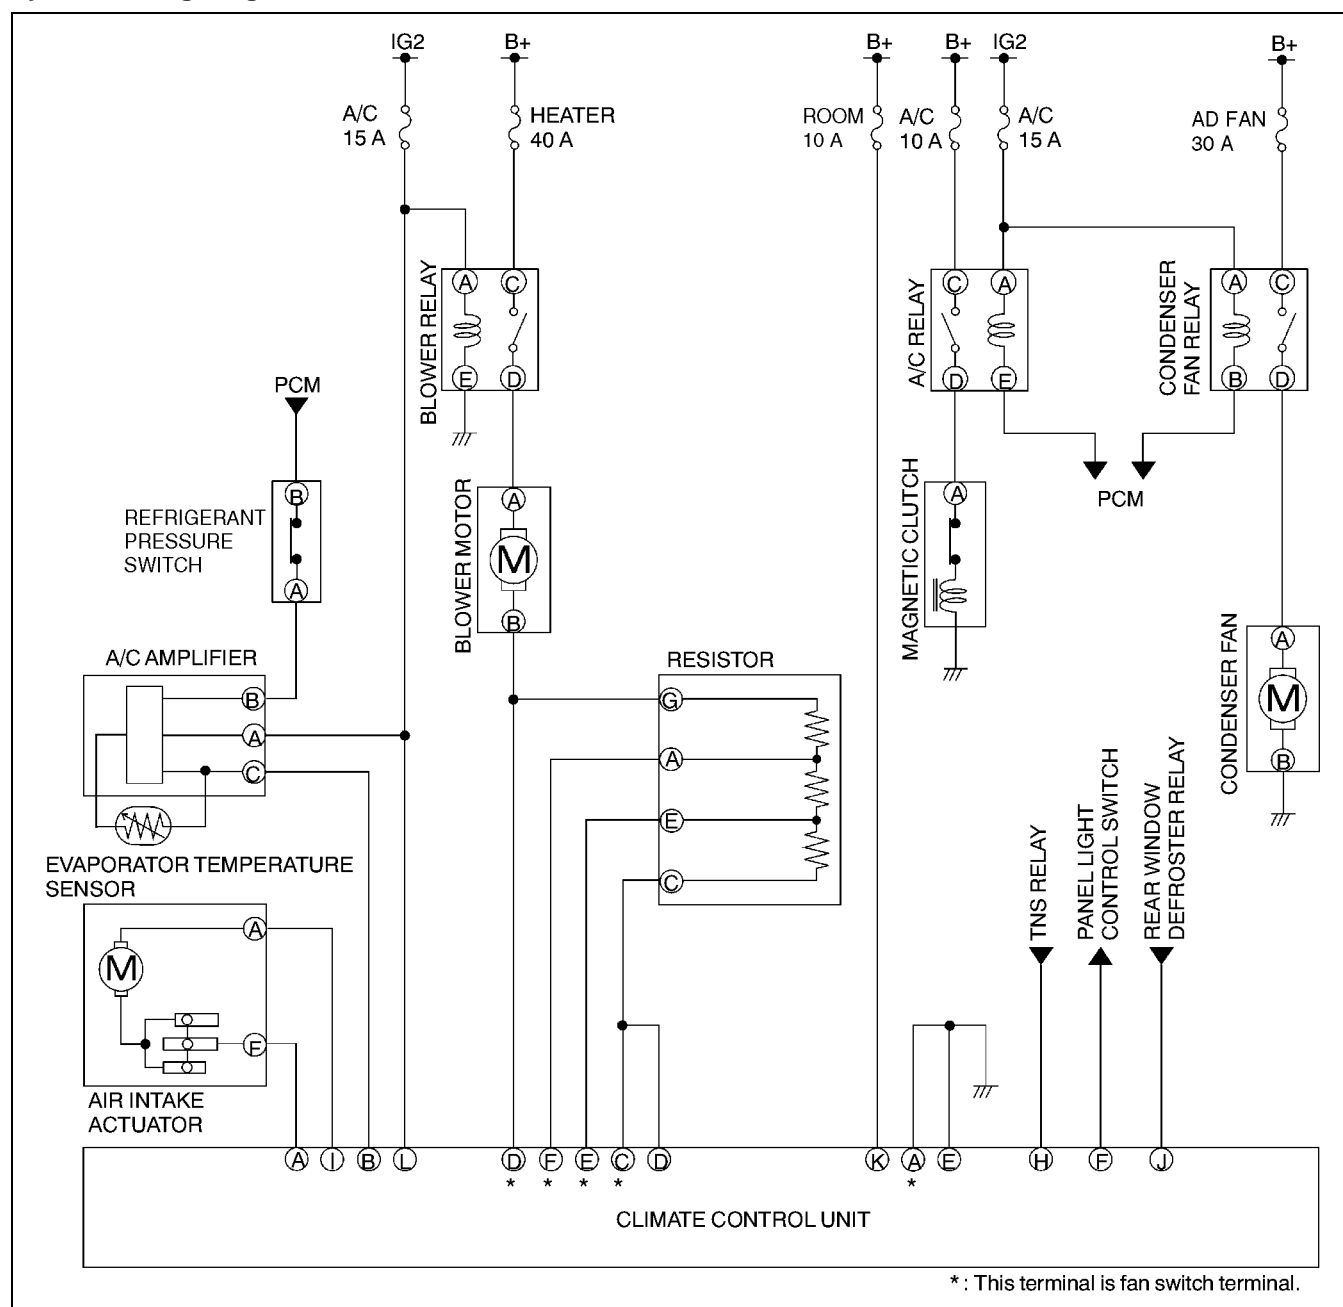 IG2
B+
B+
B+
IG2
B+
A/C
15 A
HEATER
40 A
ROOM
10 A
A/C
10 A
A/C
15 A
AD FAN
30 A
BLOWER RELAY
A
C
E
D
A/C RELAY
C
A
D
E
CONDENSER
FAN RELAY
A
C
B
D
PCM
REFRIGERANT
PRESSURE
SWITCH
B
A
BLOWER MOTOR
A
M
B
MAGNETIC CLUTCH
A
PCM
CONDENSER FAN
A
M
B
A/C AMPLIFIER
B
A
C
RESISTOR
G
A
E
C
EVAPORATOR TEMPERATURE
SENSOR
A
M
F
AIR INTAKE
ACTUATOR
TNS RELAY
PANEL LIGHT
CONTROL SWITCH
REAR WINDOW
DEFROSTER RELAY
A I B L D F E C D K A E H F J
* * * * *
CLIMATE CONTROL UNIT
* : This terminal is fan switch terminal.